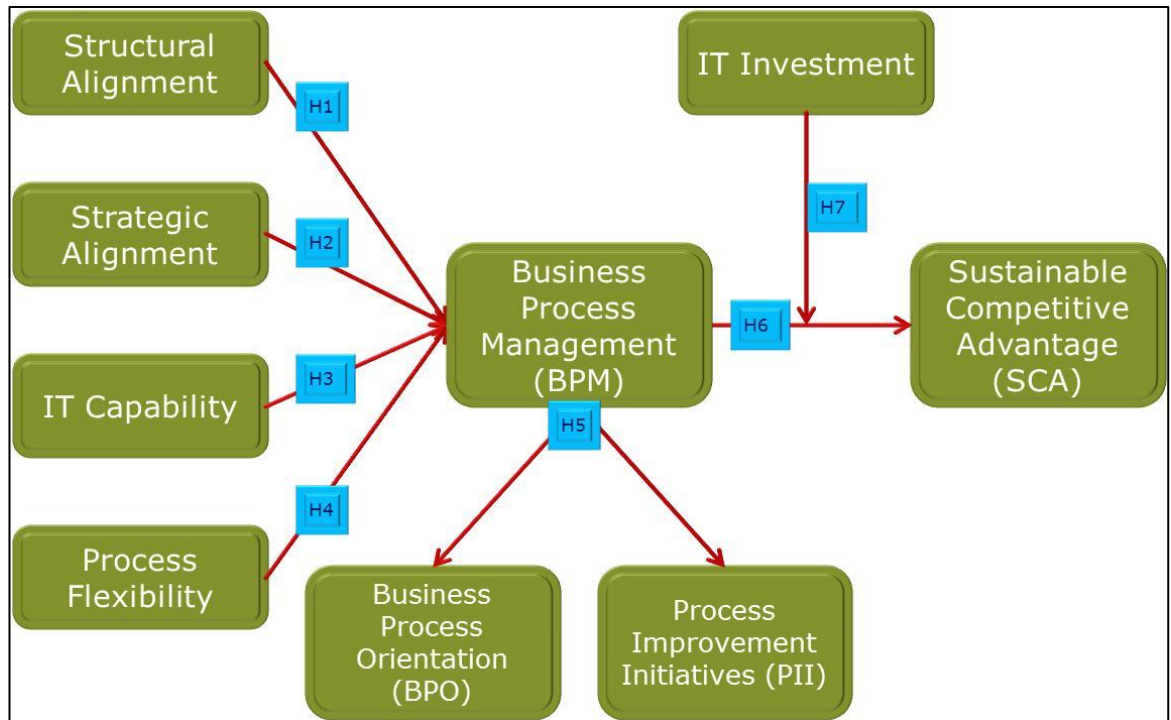 Structural
Alignment
IT Investment
H1
Strategic
Alignment
H2
H7
Business
Process
Management
(BPM)
H6
Sustainable
Competitive
Advantage
(SCA)
IT Capability
H3
H5
H4
Process
Flexibility
Business
Process
Orientation
(BPO)
Process
Improvement
Initiatives (PII)